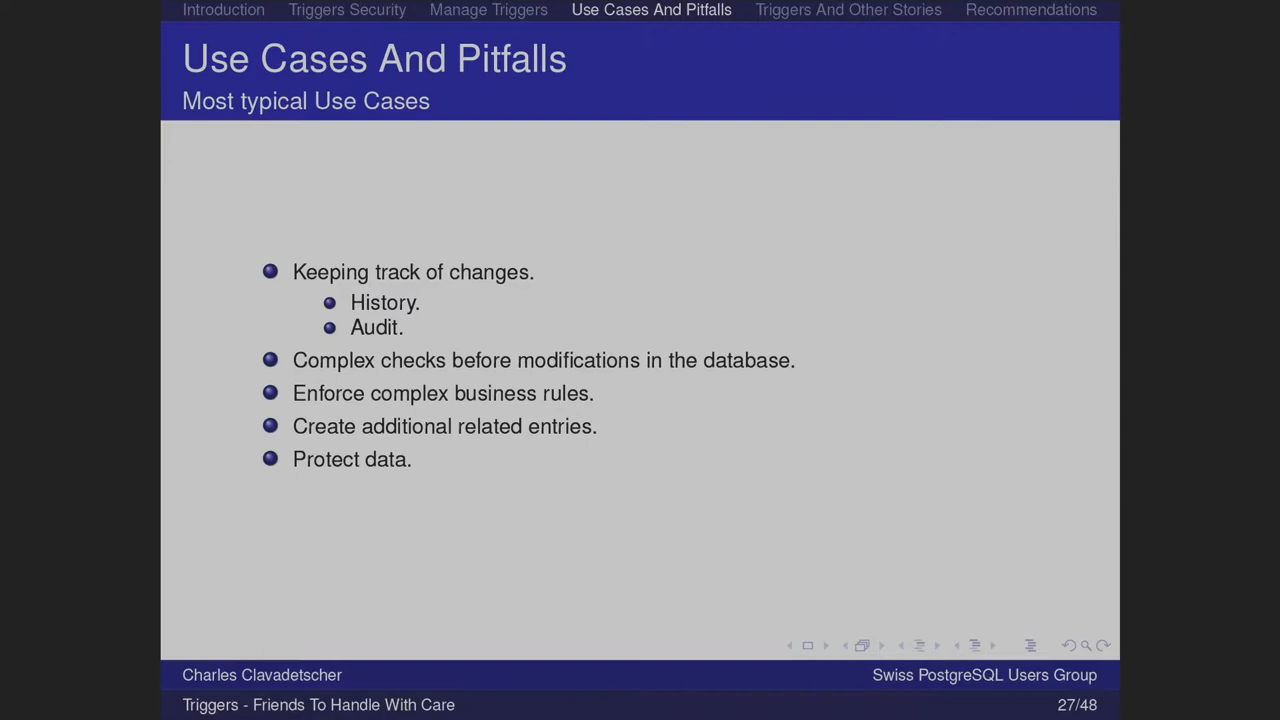 Introduction Triggers Security Manage Triggers Use Cases And Pitfalls Triggers And Other Stories Recommendations
Use Cases And Pitfalls
Most typical Use Cases
Keeping track of changes.
History.
Audit.
Complex checks before modifications in the database.
Enforce complex business rules.
Create additional related entries.
Protect data.
Charles Clavadetscher Swiss PostgreSQL Users Group
Triggers - Friends To Handle With Care 27/48